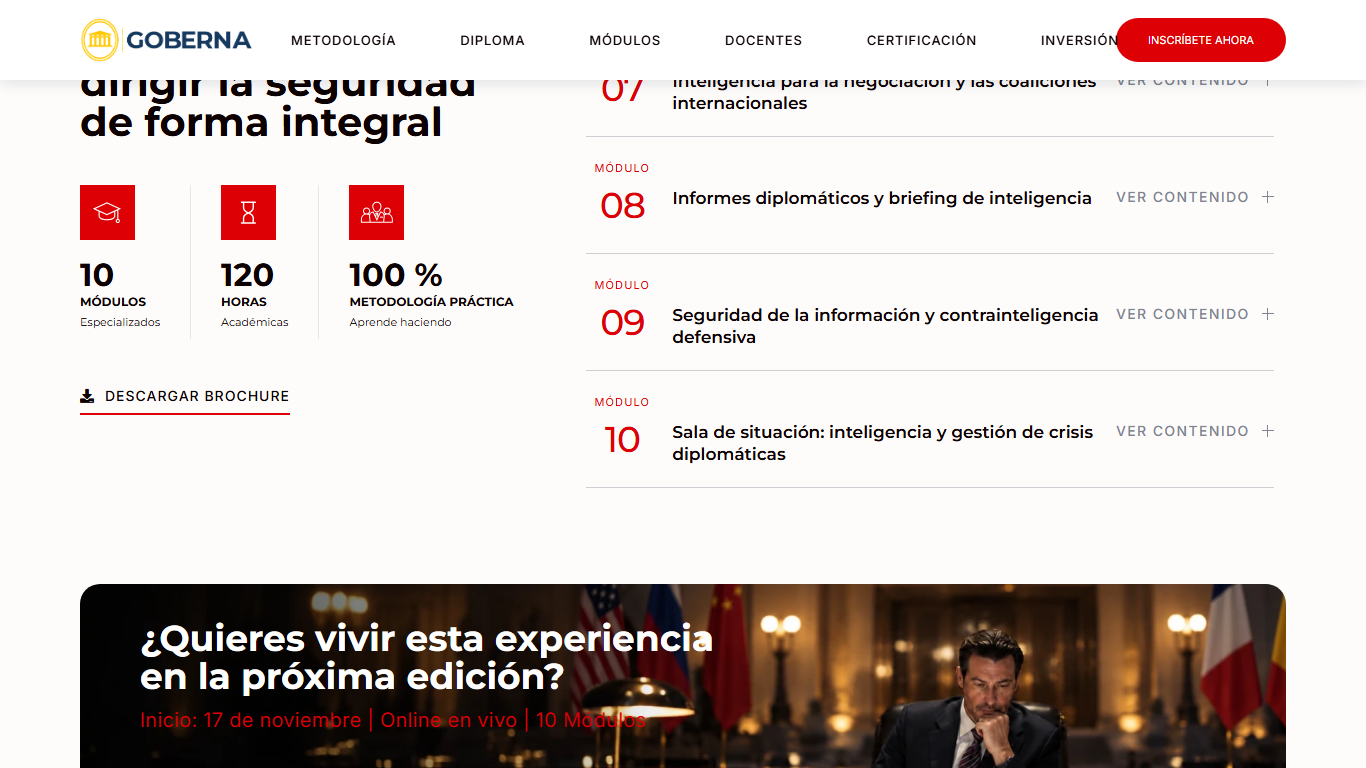 GOBERNA
METODOLOGÍA
DIPLOMA
MÓDULOS
DOCENTES
CERTIFICACIÓN
INVERSIÓN
INSCRÍBETE AHORA
dirigir la seguridad
de forma integral
10
MÓDULOS
Especializados
120
HORAS
Académicas
100 %
METODOLOGÍA PRÁCTICA
Aprende haciendo
DESCARGAR BROCHURE
07
Inteligencia para la negociación y las coaliciones
internacionales
VER CONTENIDO
MÓDULO
08
Informes diplomáticos y briefing de inteligencia
VER CONTENIDO
MÓDULO
09
Seguridad de la información y contrainteligencia
defensiva
VER CONTENIDO
MÓDULO
10
Sala de situación: inteligencia y gestión de crisis
diplomáticas
VER CONTENIDO
¿Quieres vivir esta experiencia
en la próxima edición?
Inicio: 17 de noviembre | Online en vivo | 10 Módulos